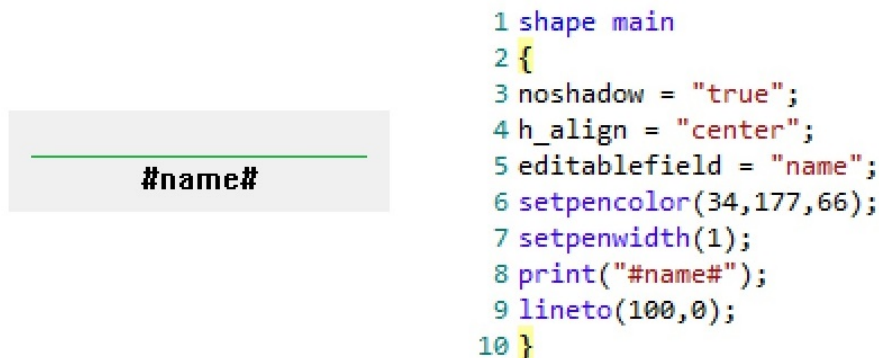 #name#
1 shape main
2 {
3 noshadow = "true";
4 h_align = "center";
5 editablefield = "name";
6 setpencolor(34,177,66);
7 setpenwidth(1);
8 print("#name#");
9 lineto(100,0);
10 }